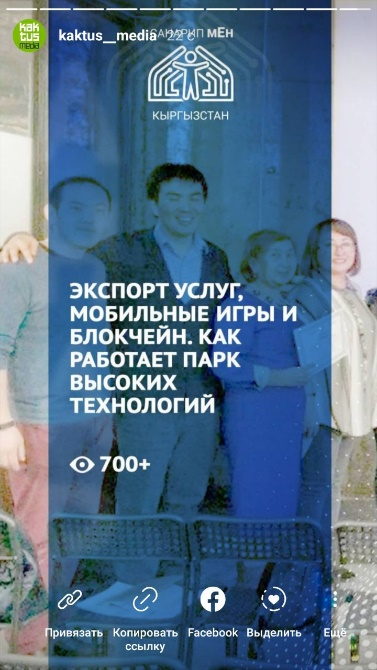 kaktus__media 22 с
МЕН
КЫРГЫЗСТАН
ЭКСПОРТ УСЛУГ,
МОБИЛЬНЫЕ ИГРЫ И
БЛОКЧЕЙН. КАК
РАБОТАЕТ ПАРК
ВЫСОКИХ
ТЕХНОЛОГИЙ
700+
Привязать Копировать ссылку Facebook Выделить Ещё
kak
tus
media